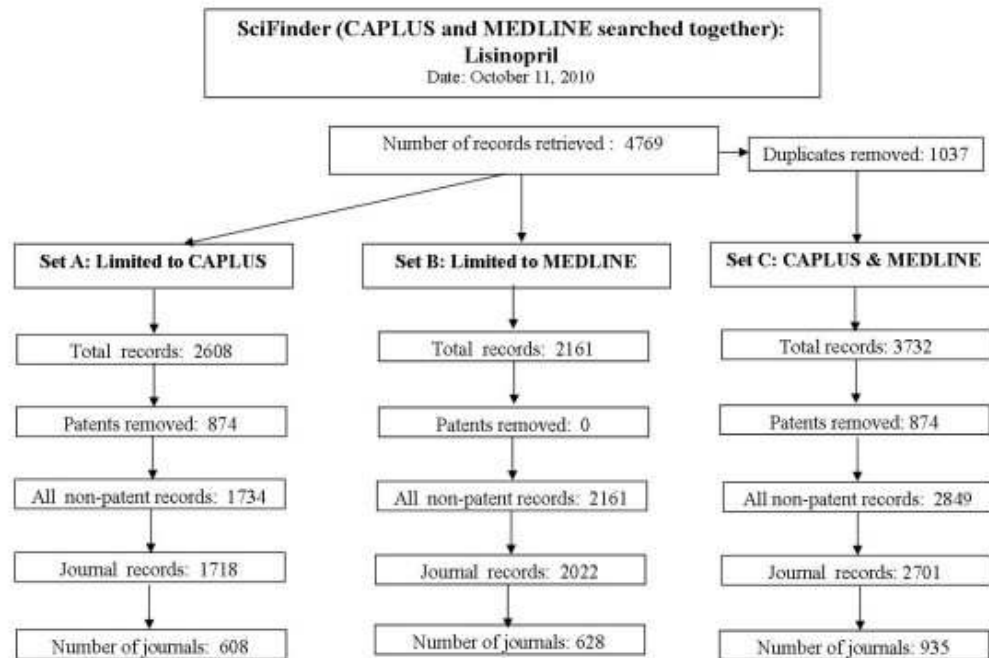 SciFinder (CAPLUS and MEDLINE searched together):
Lisinopril
Date: October 11, 2010
Number of records retrieved : 4769
Duplicates removed: 1037
Set A: Limited to CAPLUS
Set B: Limited to MEDLINE
Set C: CAPLUS & MEDLINE
Total records: 2608
Total records: 2161
Total records: 3732
Patents removed: 874
Patents removed: 0
Patents removed: 874
All non-patent records: 1734
All non-patent records: 2161
All non-patent records: 2849
Journal records: 1718
Journal records: 2022
Journal records: 2701
Number of journals: 608
Number of journals: 628
Number of journals: 935